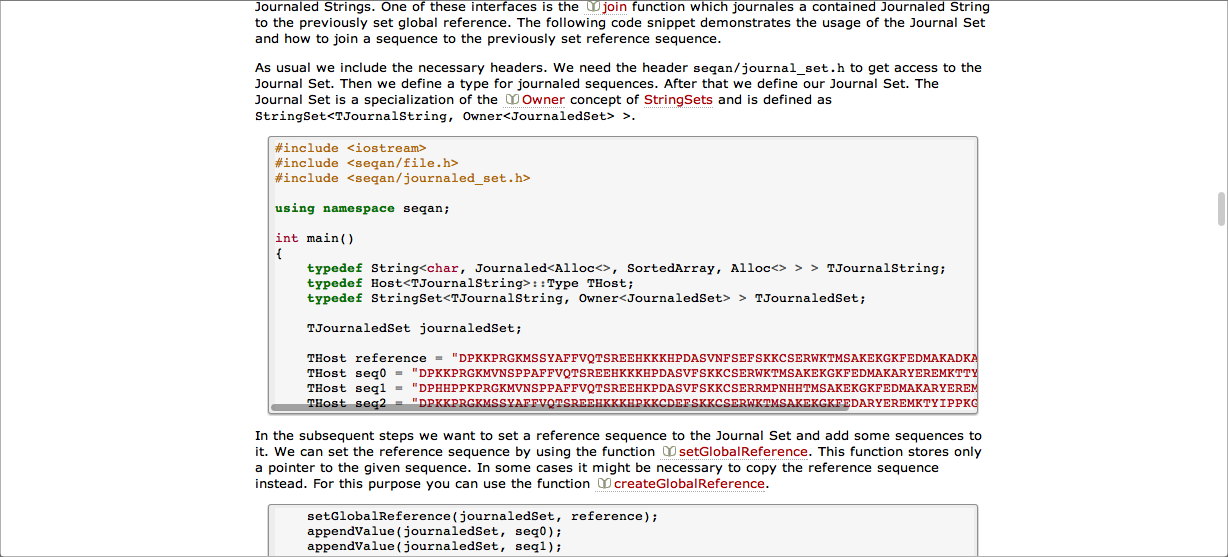 Journaled Strings. One of these interfaces is the join function which journales a contained Journaled String
to the previously set global reference. The following code snippet demonstrates the usage of the Journal Set
and how to join a sequence to the previously set reference sequence.
As usual we include the necessary headers. We need the header seqan/journal_set.h to get access to the
Journal Set. Then we define a type for journaled sequences. After that we define our Journal Set. The
Journal Set is a specialization of the Owner concept of StringSets and is defined as
StringSet<TJournalString, Owner<JournaledSet> >.
#include <iostream>
#include <seqan/file.h>
#include <seqan/journaled_set.h>
using namespace seqan;
int main()
{
typedef String<char, Journaled<Alloc<>, SortedArray, Alloc<> > > TJournalString;
typedef Host<TJournalString>::Type THost;
typedef StringSet<TJournalString, Owner<JournaledSet> > TJournaledSet;
TJournaledSet journaledSet;
THost reference = "DPKKPRGKMSSYAFFVQTSREEHKKKHPDASVNFSEFSKKCSERWKTMSAKEKGKFEDMAKADKA
THost seq0 = "DPKKPRGKMVNSPPAFFVQTSREEHKKKHPDASVFSKKCSERWKTMSAKEKGKFEDMAKARYEREMKTTY
THost seq1 = "DPHHPPKPRGKMVNSPPAFFVQTSREEHKPDASVFSKKCSERRMPNHHTMSAKEKGKFEDMAKARYEREM
THost seq2 = "DPKKPRGKMSSYAFFVQTSREEHKKKHPKKCDEFSKKCSERWKTMSAKEKGKFEDARYEREMKTYIPPKG
In the subsequent steps we want to set a reference sequence to the Journal Set and add some sequences to
it. We can set the reference sequence by using the function setGlobalReference. This function stores only
a pointer to the given sequence. In some cases it might be necessary to copy the reference sequence
instead. For this purpose you can use the function createGlobalReference.
setGlobalReference(journaledSet, reference);
appendValue(journaledSet, seq0);
appendValue(journaledSet, seq1);